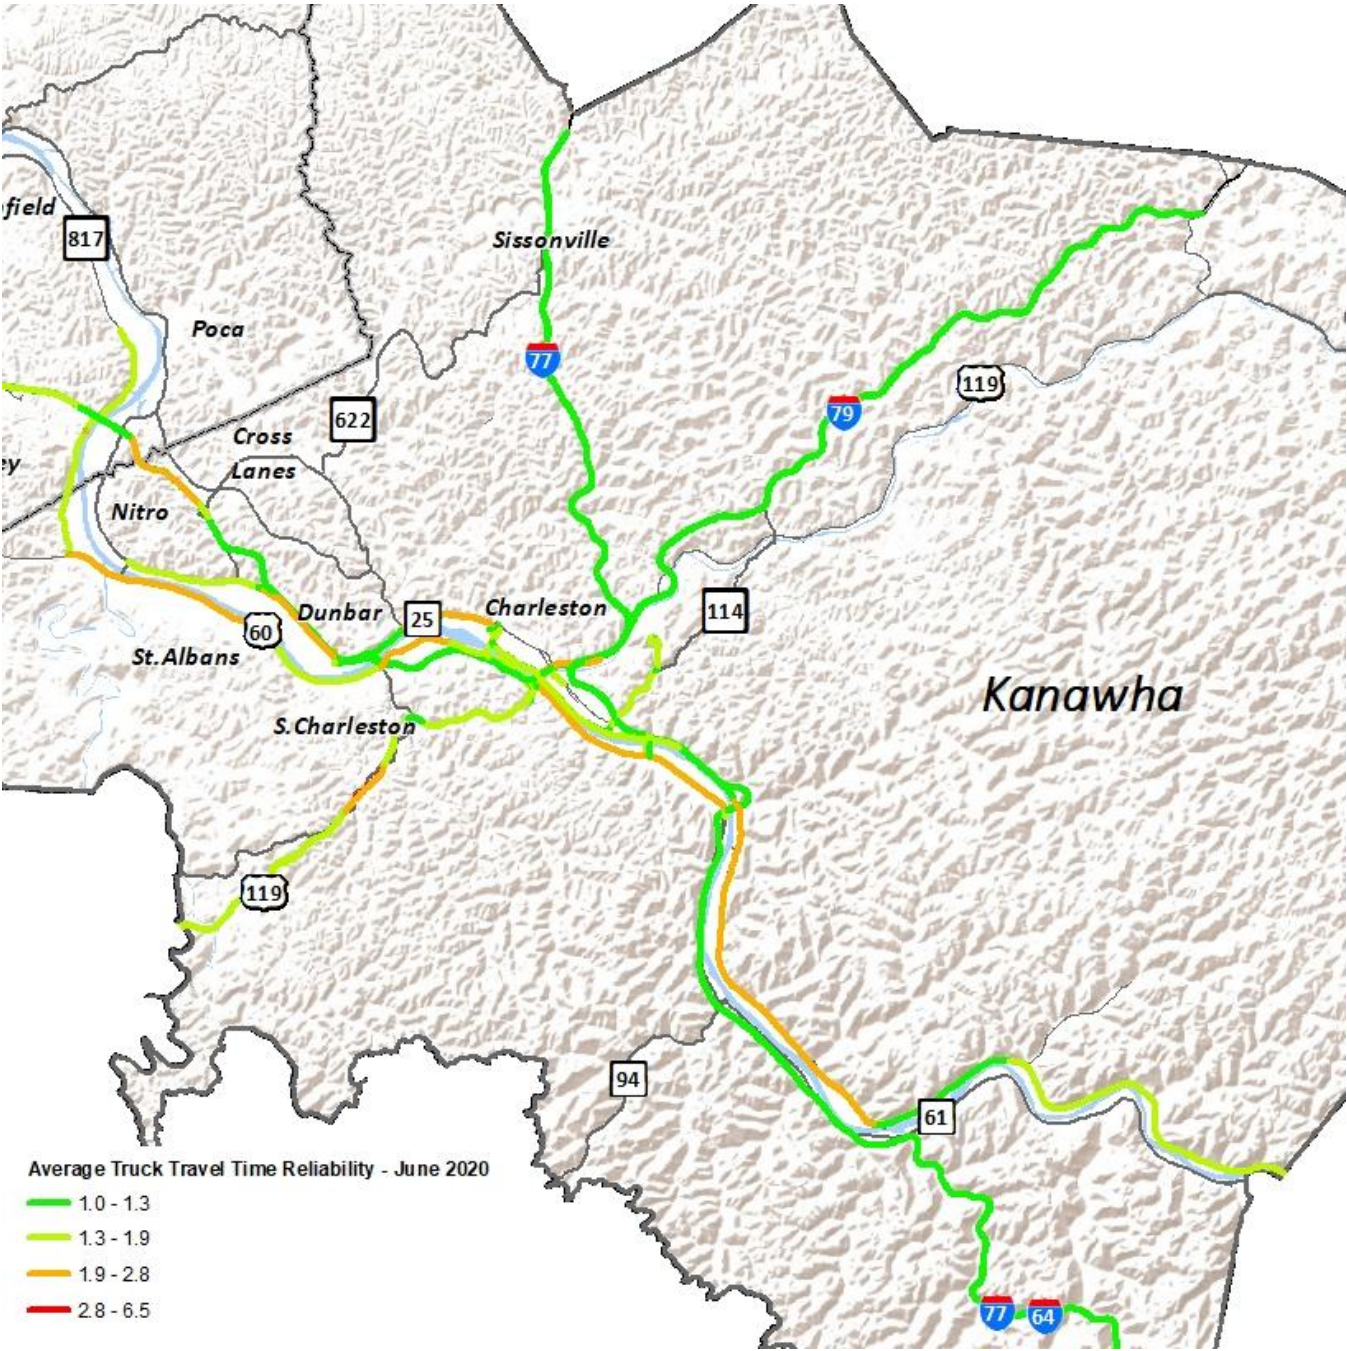 field
817
Sissonville
Poca
77
119
79
622
Cross
Lanes
ey
Nitro
Dunbar
25
Charleston
114
60
St.Albans
Kanawha
S.Charleston
119
94
61
Average Truck Travel Time Reliability - June 2020
1.0 - 1.3
1.3 - 1.9
1.9 - 2.8
2.8 - 6.5
77
64